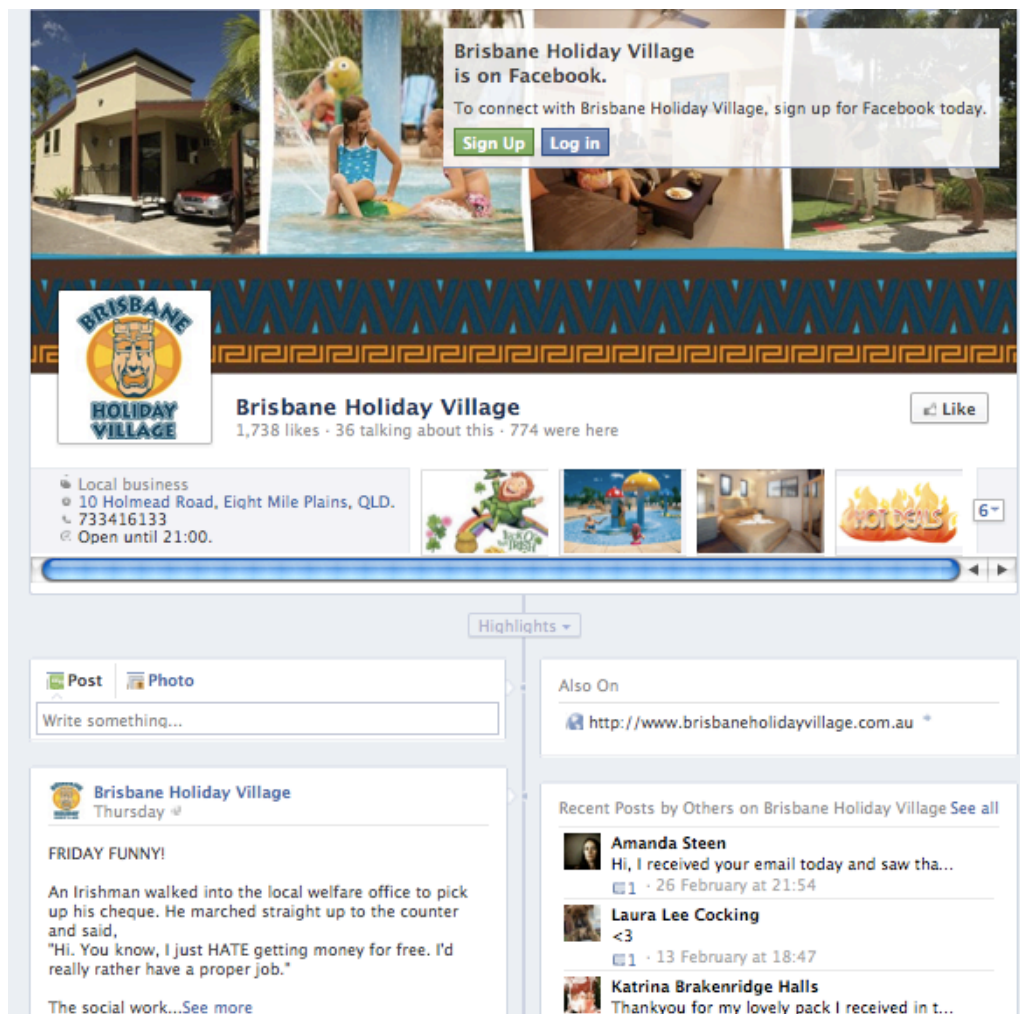 Brisbane Holiday Village
is on Facebook.
To connect with Brisbane Holiday Village, sign up for Facebook today.
Sign Up Log in
BRISBANE
HOLIDAY
VILLAGE
Brisbane Holiday Village
Like
1,738 likes · 36 talking about this · 774 were here
Local business
10 Holmead Road, Eight Mile Plains, QLD.
733416133
Open until 21:00.
LUCK O' THE IRISH
HOT DEALS
6
Highlights
Post Photo
Write something...
Also On
http://www.brisbaneholidayvillage.com.au
Brisbane Holiday Village
Thursday
FRIDAY FUNNY!
An Irishman walked into the local welfare office to pick
up his cheque. He marched straight up to the counter
and said,
"Hi. You know, I just HATE getting money for free. I'd
really rather have a proper job."
The social work...See more
Recent Posts by Others on Brisbane Holiday Village See all
Amanda Steen
Hi, I received your email today and saw tha...
1 · 26 February at 21:54
Laura Lee Cocking
<3
1 · 13 February at 18:47
Katrina Brakenridge Halls
Thankyou for my lovely pack I received in t...